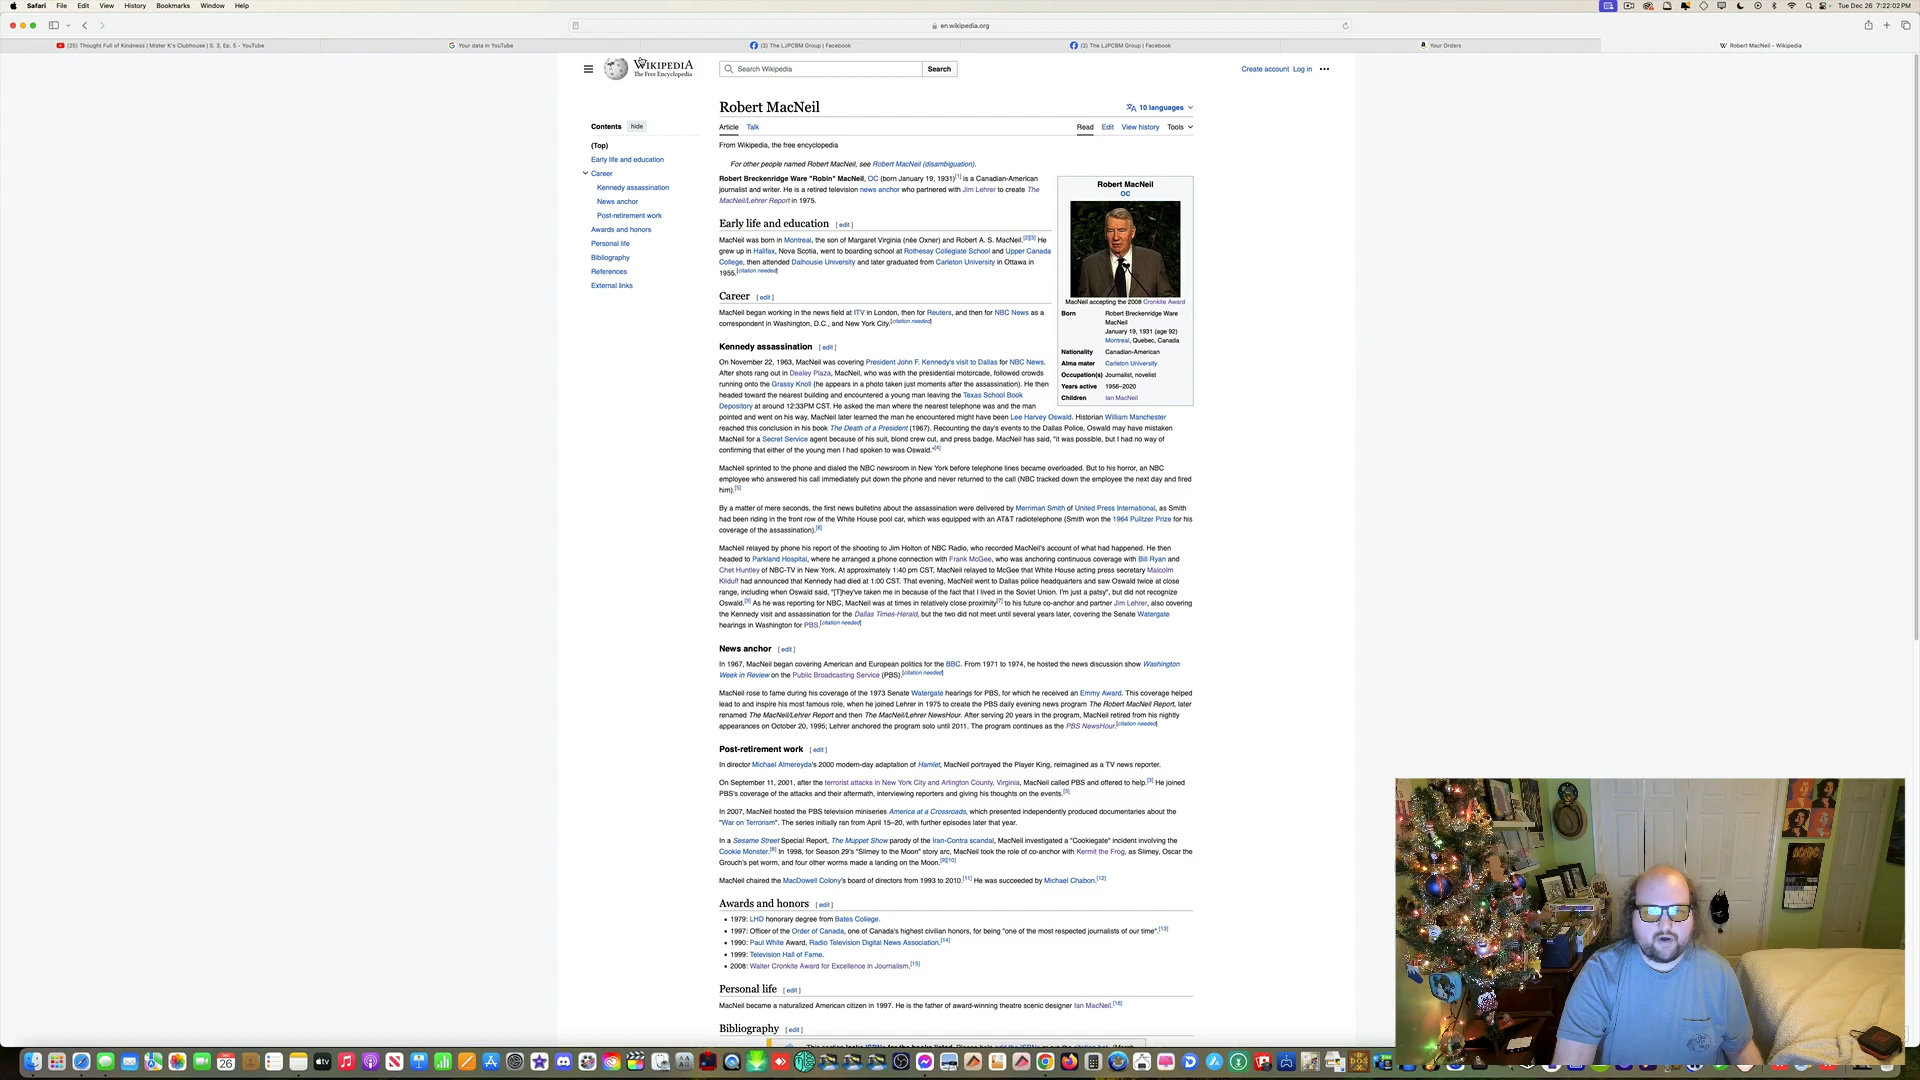 Safari File Edit View History Bookmarks Window Help
Tue Dec 26 7:22:02 PM
en.wikipedia.org
(25) Thought Full of Kindness | Mister K's Clubhouse | S. 3, Ep. 5 - YouTube
Your data in YouTube
(2) The LJPCBM Group | Facebook
(2) The LJPCBM Group | Facebook
Your Orders
Robert MacNeil - Wikipedia
WIKIPEDIA
The Free Encyclopedia
Search Wikipedia
Search
Create account Log in
Robert MacNeil
10 languages
Contents hide
(Top)
Early life and education
Career
Kennedy assassination
News anchor
Post-retirement work
Awards and honors
Personal life
Bibliography
References
External links
Article Talk
Read Edit View history Tools
From Wikipedia, the free encyclopedia
For other people named Robert MacNeil, see Robert MacNeil (disambiguation).
Robert Breckenridge Ware "Robin" MacNeil, OC (born January 19, 1931)[1] is a Canadian-American
journalist and writer. He is a retired television news anchor who partnered with Jim Lehrer to create The
MacNeil/Lehrer Report in 1975.
Robert MacNeil
OC
MacNeil accepting the 2008 Cronkite Award
Born Robert Breckenridge Ware
MacNeil
January 19, 1931 (age 92)
Montreal, Quebec, Canada
Nationality Canadian-American
Alma mater Carleton University
Occupation(s) Journalist, novelist
Years active 1956–2020
Children Ian MacNeil
Early life and education [ edit ]
MacNeil was born in Montreal, the son of Margaret Virginia (née Oxner) and Robert A. S. MacNeil.[2][3] He
grew up in Halifax, Nova Scotia, went to boarding school at Rothesay Collegiate School and Upper Canada
College, then attended Dalhousie University and later graduated from Carleton University in Ottawa in
1955.[citation needed]
Career [ edit ]
MacNeil began working in the news field at ITV in London, then for Reuters, and then for NBC News as a
correspondent in Washington, D.C., and New York City.[citation needed]
Kennedy assassination [ edit ]
On November 22, 1963, MacNeil was covering President John F. Kennedy's visit to Dallas for NBC News.
After shots rang out in Dealey Plaza, MacNeil, who was with the presidential motorcade, followed crowds
running onto the Grassy Knoll (he appears in a photo taken just moments after the assassination). He then
headed toward the nearest building and encountered a young man leaving the Texas School Book
Depository at around 12:33PM CST. He asked the man where the nearest telephone was and the man
pointed and went on his way. MacNeil later learned the man he encountered might have been Lee Harvey Oswald. Historian William Manchester
reached this conclusion in his book The Death of a President (1967). Recounting the day's events to the Dallas Police, Oswald may have mistaken
MacNeil for a Secret Service agent because of his suit, blond crew cut, and press badge. MacNeil has said, "it was possible, but I had no way of
confirming that either of the young men I had spoken to was Oswald."[4]
MacNeil sprinted to the phone and dialed the NBC newsroom in New York before telephone lines became overloaded. But to his horror, an NBC
employee who answered his call immediately put down the phone and never returned to the call (NBC tracked down the employee the next day and fired
him).[5]
By a matter of mere seconds, the first news bulletins about the assassination were delivered by Merriman Smith of United Press International, as Smith
had been riding in the front row of the White House pool car, which was equipped with an AT&T radiotelephone (Smith won the 1964 Pulitzer Prize for his
coverage of the assassination).[6]
MacNeil relayed by phone his report of the shooting to Jim Holton of NBC Radio, who recorded MacNeil's account of what had happened. He then
headed to Parkland Hospital, where he arranged a phone connection with Frank McGee, who was anchoring continuous coverage with Bill Ryan and
Chet Huntley of NBC-TV in New York. At approximately 1:40 pm CST, MacNeil relayed to McGee that White House acting press secretary Malcolm
Kilduff had announced that Kennedy had died at 1:00 CST. That evening, MacNeil went to Dallas police headquarters and saw Oswald twice at close
range, including when Oswald said, "[T]hey've taken me in because of the fact that I lived in the Soviet Union. I'm just a patsy", but did not recognize
Oswald.[3] As he was reporting for NBC, MacNeil was at times in relatively close proximity[7] to his future co-anchor and partner Jim Lehrer, also covering
the Kennedy visit and assassination for the Dallas Times-Herald, but the two did not meet until several years later, covering the Senate Watergate
hearings in Washington for PBS.[citation needed]
News anchor [ edit ]
In 1967, MacNeil began covering American and European politics for the BBC. From 1971 to 1974, he hosted the news discussion show Washington
Week in Review on the Public Broadcasting Service (PBS).[citation needed]
MacNeil rose to fame during his coverage of the 1973 Senate Watergate hearings for PBS, for which he received an Emmy Award. This coverage helped
lead to and inspire his most famous role, when he joined Lehrer in 1975 to create the PBS daily evening news program The Robert MacNeil Report, later
renamed The MacNeil/Lehrer Report and then The MacNeil/Lehrer NewsHour. After serving 20 years in the program, MacNeil retired from his nightly
appearances on October 20, 1995; Lehrer anchored the program solo until 2011. The program continues as the PBS NewsHour.[citation needed]
Post-retirement work [ edit ]
In director Michael Almereyda's 2000 modern-day adaptation of Hamlet, MacNeil portrayed the Player King, reimagined as a TV news reporter.
On September 11, 2001, after the terrorist attacks in New York City and Arlington County, Virginia, MacNeil called PBS and offered to help.[3] He joined
PBS's coverage of the attacks and their aftermath, interviewing reporters and giving his thoughts on the events.[3]
In 2007, MacNeil hosted the PBS television miniseries America at a Crossroads, which presented independently produced documentaries about the
"War on Terrorism". The series initially ran from April 15–20, with further episodes later that year.
In a Sesame Street Special Report, The Muppet Show parody of the Iran-Contra scandal, MacNeil investigated a "Cookiegate" incident involving the
Cookie Monster.[8] In 1998, for Season 29's "Slimey to the Moon" story arc, MacNeil took the role of co-anchor with Kermit the Frog, as Slimey, Oscar the
Grouch's pet worm, and four other worms made a landing on the Moon.[9][10]
MacNeil chaired the MacDowell Colony's board of directors from 1993 to 2010.[11] He was succeeded by Michael Chabon.[12]
Awards and honors [ edit ]
• 1979: LHD honorary degree from Bates College.
• 1997: Officer of the Order of Canada, one of Canada's highest civilian honors, for being "one of the most respected journalists of our time".[13]
• 1990: Paul White Award, Radio Television Digital News Association.[14]
• 1999: Television Hall of Fame.
• 2008: Walter Cronkite Award for Excellence in Journalism.[15]
Personal life [ edit ]
MacNeil became a naturalized American citizen in 1997. He is the father of award-winning theatre scenic designer Ian MacNeil.[16]
Bibliography [ edit ]